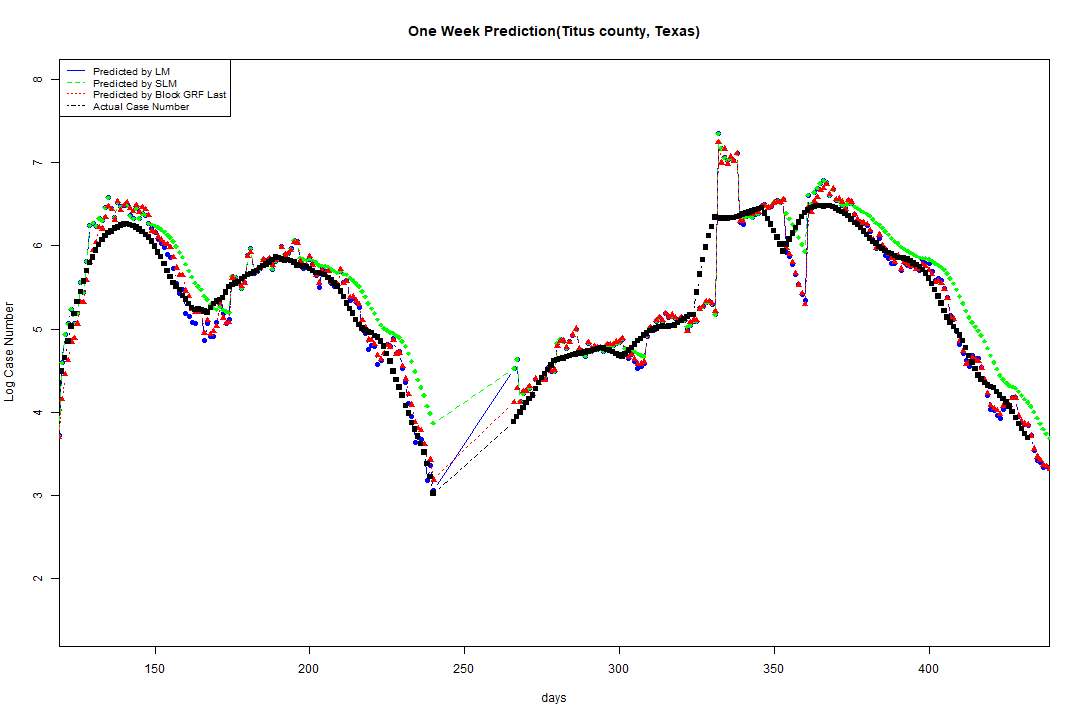 One Week Prediction(Titus county, Texas)
Predicted by LM
Predicted by SLM
Predicted by Block GRF Last
Actual Case Number
8
7
6
5
4
3
2
Log Case Number
150 200 250 300 350 400
days